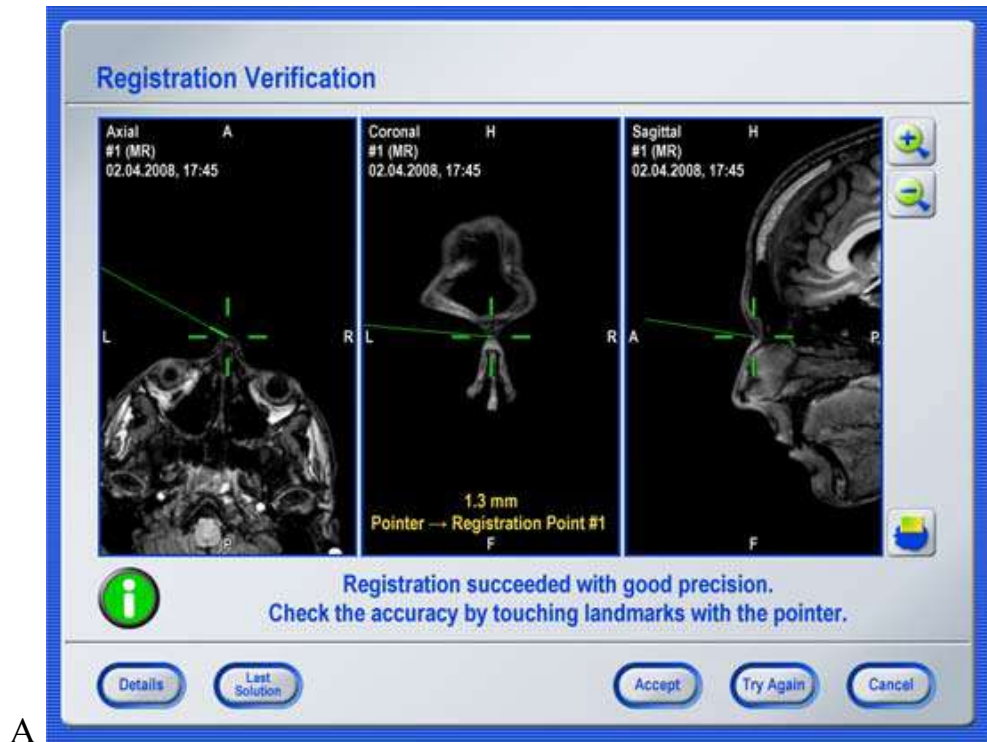 Registration Verification
Axial
A
#1 (MR)
02.04.2008, 17:45
L
R
P
Coronal
H
#1 (MR)
02.04.2008, 17:45
L
R
1.3 mm
Pointer → Registration Point #1
F
Sagittal
H
#1 (MR)
02.04.2008, 17:45
A
P
F
Registration succeeded with good precision.
Check the accuracy by touching landmarks with the pointer.
Details
Last
Solution
Accept
Try Again
Cancel
A